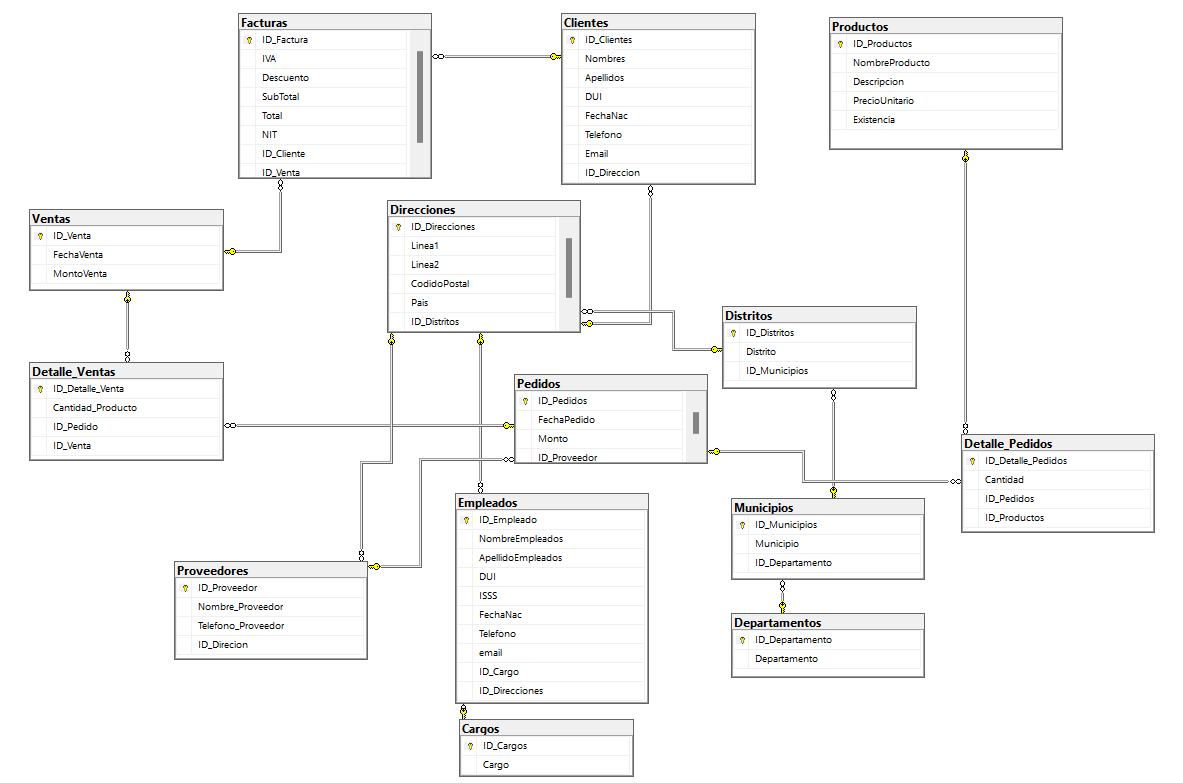 Facturas
ID_Factura
IVA
Descuento
SubTotal
Total
NIT
ID_Cliente
ID_Venta
Clientes
ID_Clientes
Nombres
Apellidos
DUI
FechaNac
Telefono
Email
ID_Direccion
Productos
ID_Productos
NombreProducto
Descripcion
PrecioUnitario
Existencia
Ventas
ID_Venta
FechaVenta
MontoVenta
Direcciones
ID_Direcciones
Linea1
Linea2
CodidoPostal
Pais
ID_Distritos
Distritos
ID_Distritos
Distrito
ID_Municipios
Detalle_Ventas
ID_Detalle_Venta
Cantidad_Producto
ID_Pedido
ID_Venta
Pedidos
ID_Pedidos
FechaPedido
Monto
ID_Proveedor
Detalle_Pedidos
ID_Detalle_Pedidos
Cantidad
ID_Pedidos
ID_Productos
Empleados
ID_Empleado
NombreEmpleados
ApellidoEmpleados
DUI
ISSS
FechaNac
Telefono
email
ID_Cargo
ID_Direcciones
Municipios
ID_Municipios
Municipio
ID_Departamento
Proveedores
ID_Proveedor
Nombre_Proveedor
Telefono_Proveedor
ID_Direcion
Departamentos
ID_Departamento
Departamento
Cargos
ID_Cargos
Cargo